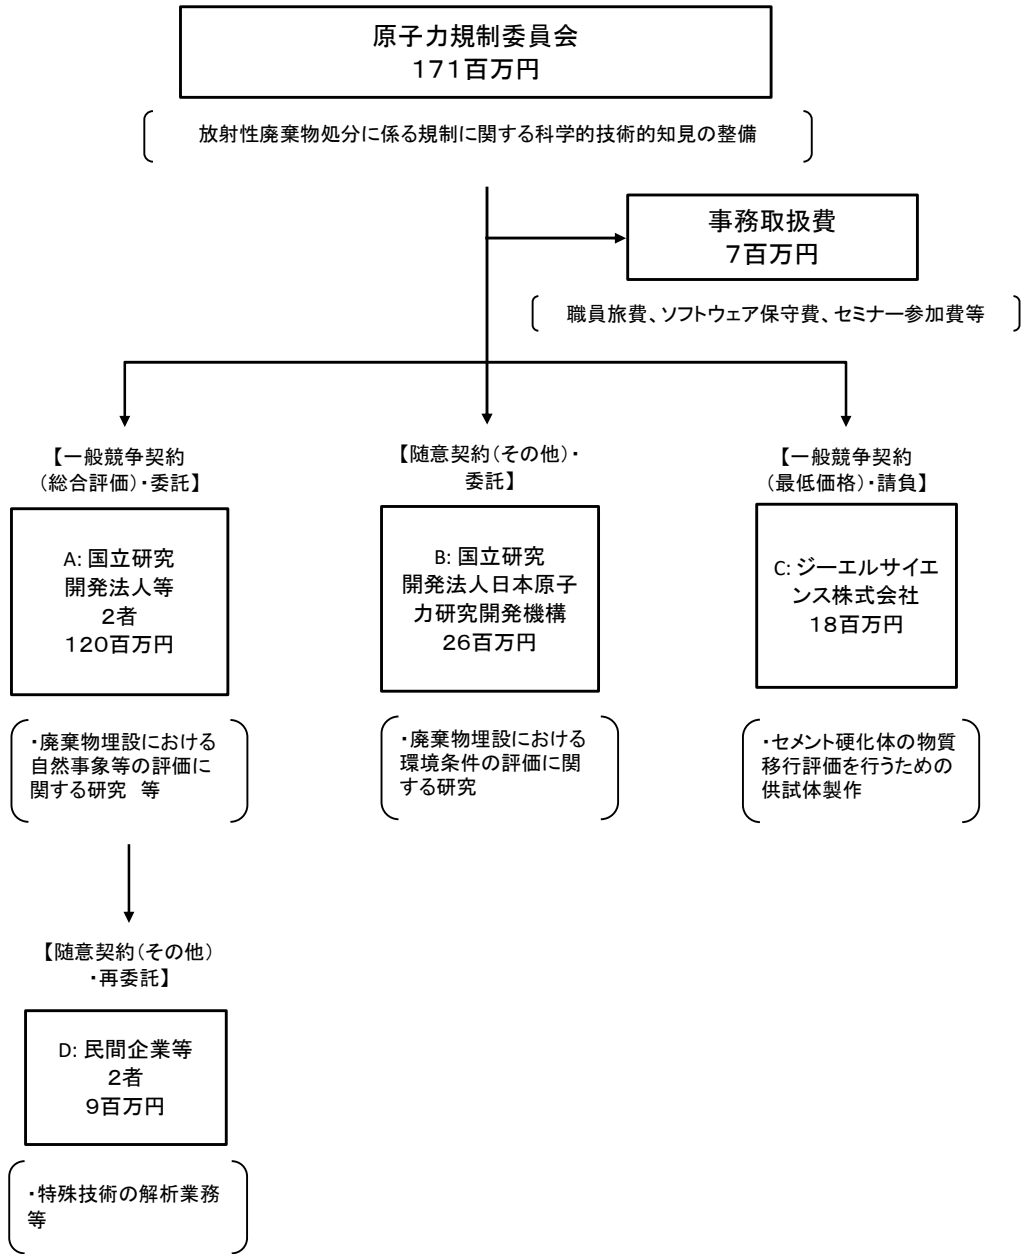 原子力規制委員会
171百万円
放射性廃棄物処分に係る規制に関する科学的技術的知見の整備
事務取扱費
7百万円
職員旅費、ソフトウェア保守費、セミナー参加費等
【一般競争契約
(総合評価)・委託】
A: 国立研究
開発法人等
2者
120百万円
・廃棄物埋設における
自然事象等の評価に
関する研究　等
【随意契約(その他)・
委託】
B: 国立研究
開発法人日本原子
力研究開発機構
26百万円
・廃棄物埋設における
環境条件の評価に関
する研究
【一般競争契約
(最低価格)・請負】
C: ジーエルサイエ
ンス株式会社
18百万円
・セメント硬化体の物質
移行評価を行うための
供試体製作
【随意契約(その他)
・再委託】
D: 民間企業等
2者
9百万円
・特殊技術の解析業務
等